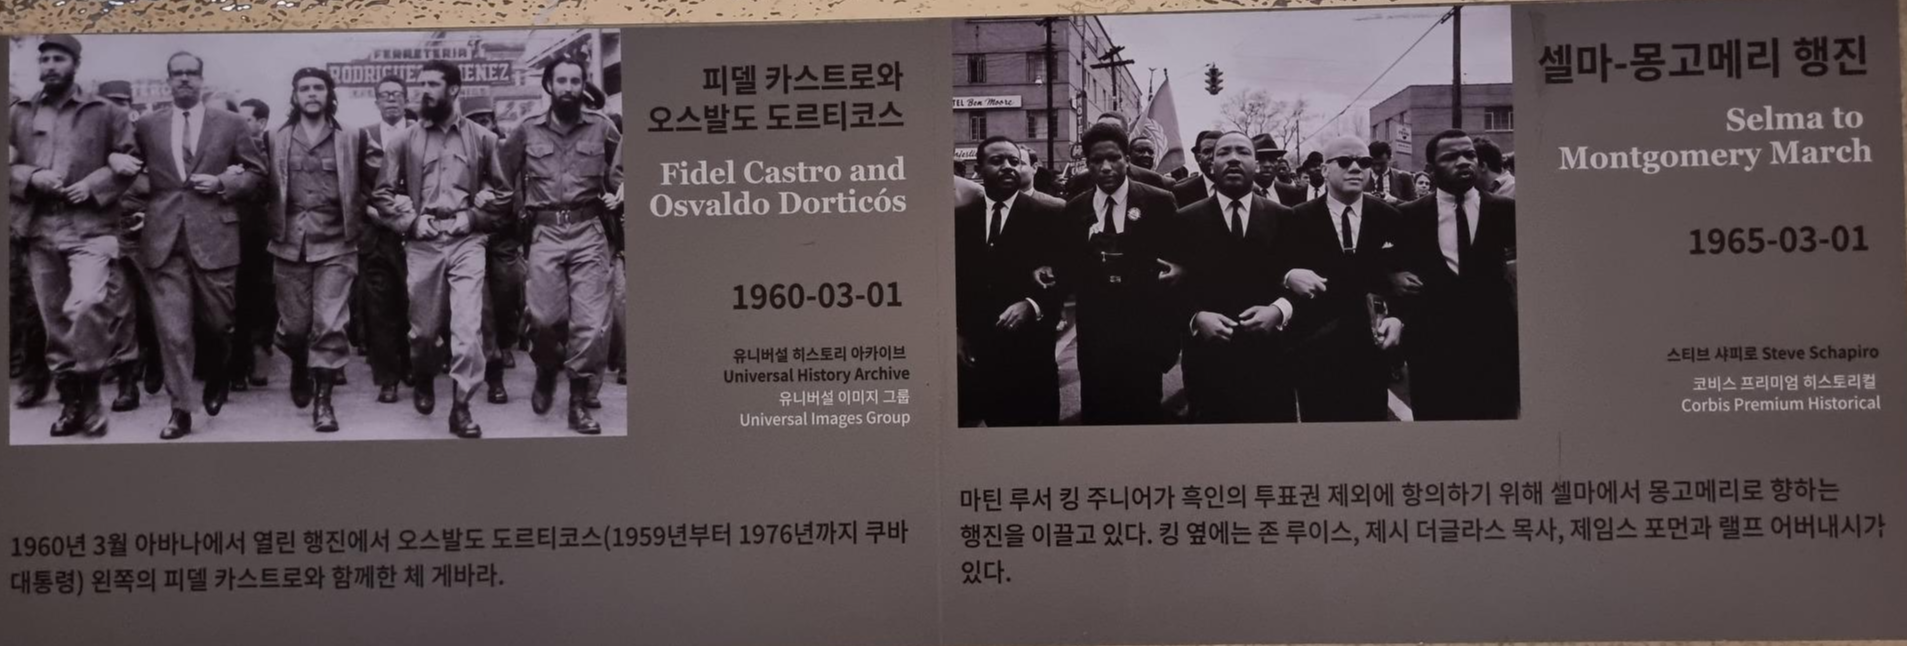 FERRETERIA
피델 카스트로와
오스발도 도르티코스
Fidel Castro and
Osvaldo Dorticós
1960-03-01
유니버설 히스토리 아카이브
Universal History Archive
유니버설 이미지 그룹
Universal Images Group
1960년 3월 아바나에서 열린 행진에서 오스발도 도르티코스(1959년부터 1976년까지 쿠바
대통령) 왼쪽의 피델 카스트로와 함께한 체 게바라.
TEL Ben Moore
셀마-몽고메리 행진
Selma to
Montgomery March
1965-03-01
스티브 샤피로 Steve Schapiro
코비스 프리미엄 히스토리컬
Corbis Premium Historical
마틴 루서 킹 주니어가 흑인의 투표권 제외에 항의하기 위해 셀마에서 몽고메리로 향하는
행진을 이끌고 있다. 킹 옆에는 존 루이스, 제시 더글라스 목사, 제임스 포먼과 랠프 어버내시가
있다.